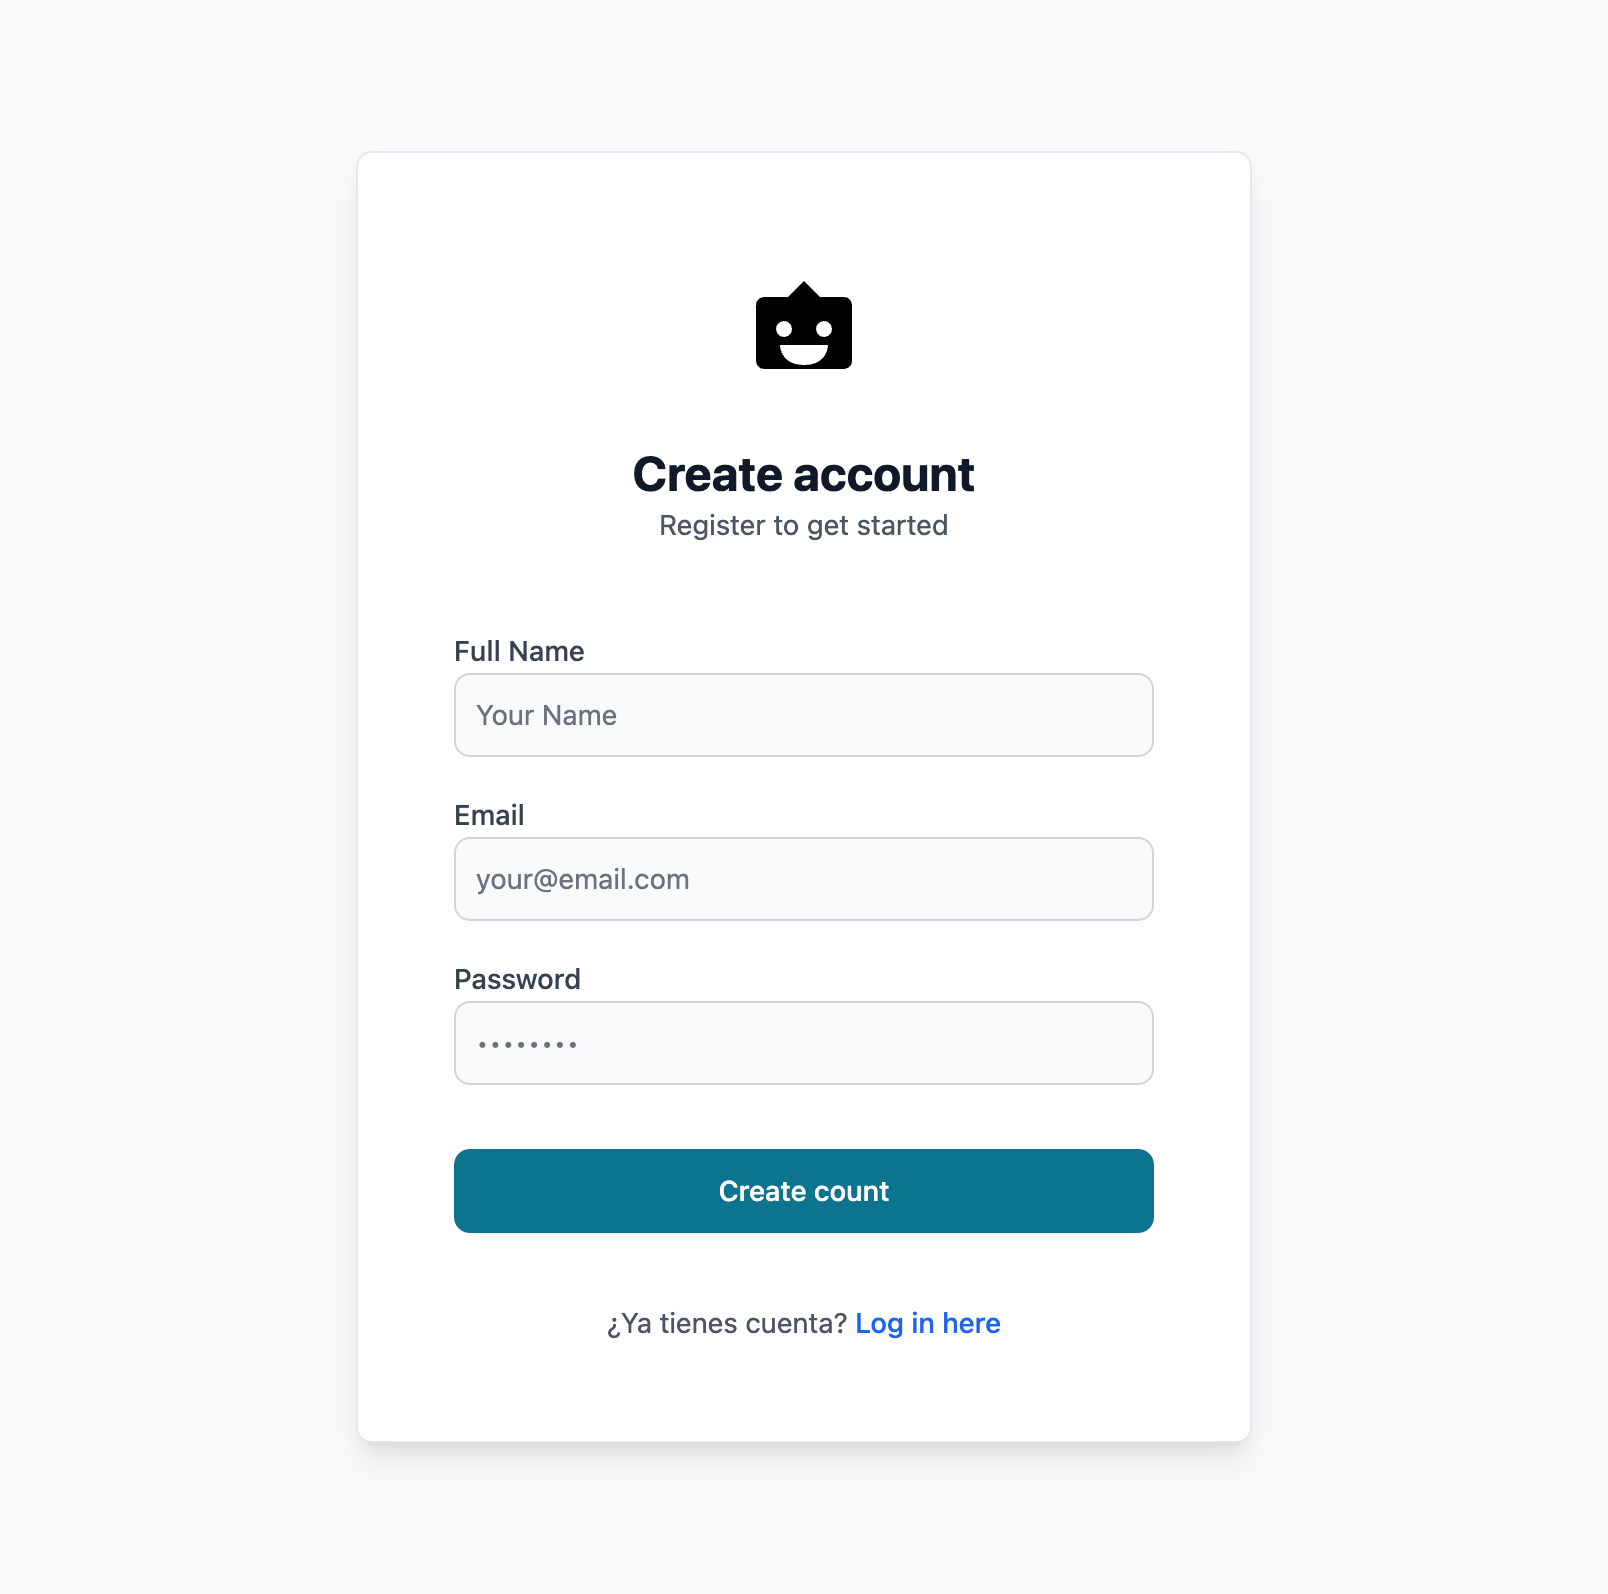 Create account
Register to get started
Full Name
Your Name
Email
your@email.com
Password
••••••••
Create count
¿Ya tienes cuenta? Log in here